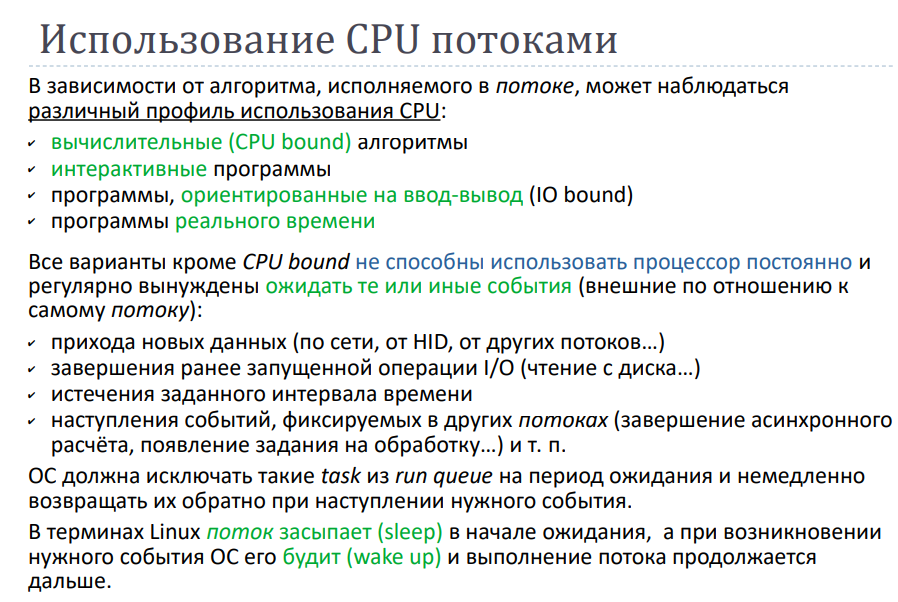 Использование CPU потоками
В зависимости от алгоритма, исполняемого в потоке, может наблюдаться
различный профиль использования CPU:
✓ вычислительные (CPU bound) алгоритмы
✓ интерактивные программы
✓ программы, ориентированные на ввод-вывод (IO bound)
✓ программы реального времени
Все варианты кроме CPU bound не способны использовать процессор постоянно и
регулярно вынуждены ожидать те или иные события (внешние по отношению к
самому потоку):
✓ прихода новых данных (по сети, от HID, от других потоков…)
✓ завершения ранее запущенной операции I/O (чтение с диска…)
✓ истечения заданного интервала времени
✓ наступления событий, фиксируемых в других потоках (завершение асинхронного
расчёта, появление задания на обработку…) и т. п.
ОС должна исключать такие task из run queue на период ожидания и немедленно
возвращать их обратно при наступлении нужного события.
В терминах Linux поток засыпает (sleep) в начале ожидания, а при возникновении
нужного события ОС его будит (wake up) и выполнение потока продолжается
дальше.